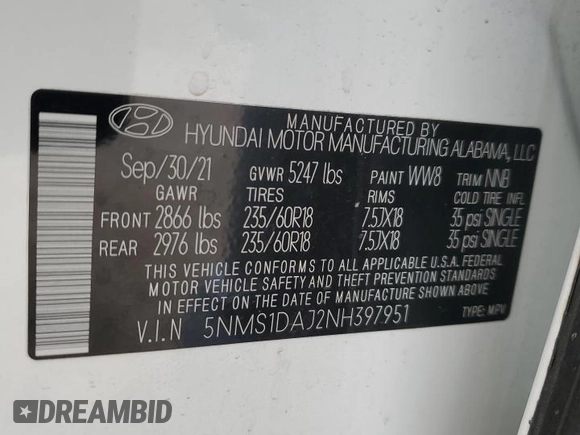 MANUFACTURED BY
HYUNDAI MOTOR MANUFACTURING ALABAMA, LLC
Sep/30/21 GVWR 5247 lbs PAINT WW8 TRIM NNB
GAWR TIRES RIMS COLD TIRE INFL
FRONT 2866 lbs 235/60R18 7.5JX18 35 psi SINGLE
REAR 2976 lbs 235/60R18 7.5JX18 35 psi SINGLE
THIS VEHICLE CONFORMS TO ALL APPLICABLE U.S.A. FEDERAL
MOTOR VEHICLE SAFETY AND THEFT PREVENTION STANDARDS
IN EFFECT ON THE DATE OF MANUFACTURE SHOWN ABOVE.
V.I.N 5NMS1DAJ2NH397951 TYPE: MPV
DREAMBID